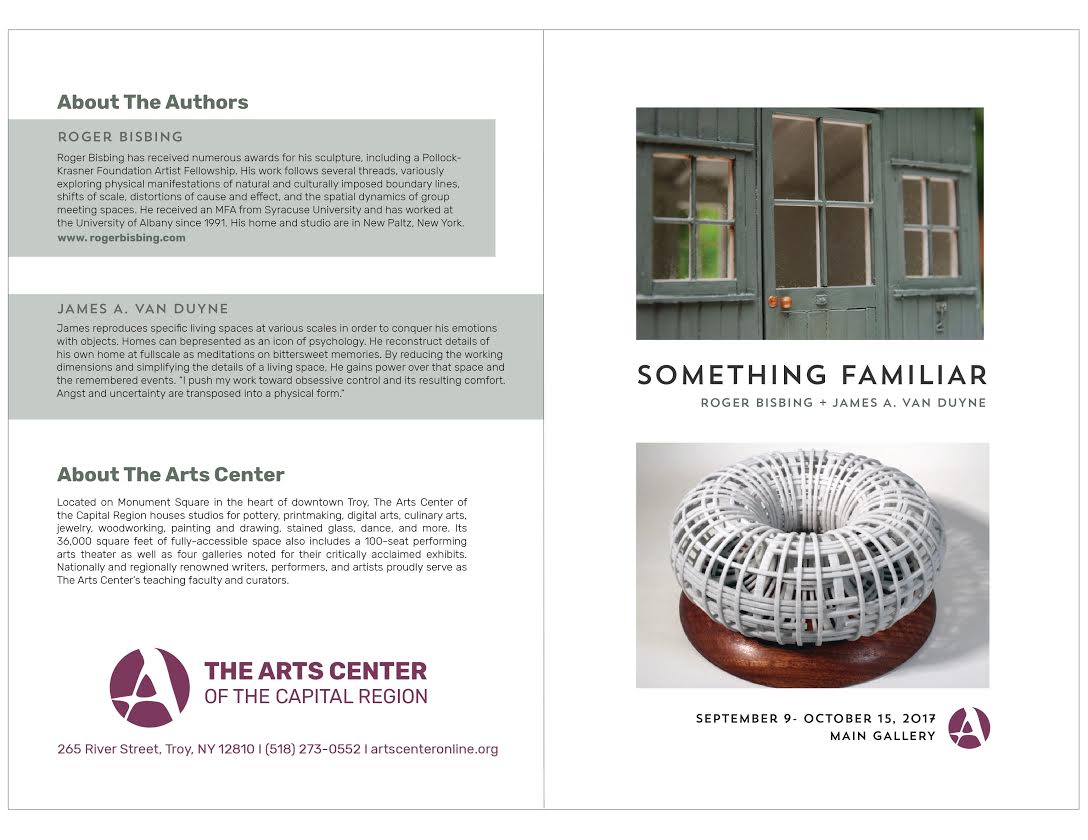 About The Authors
ROGER BISBING
Roger Bisbing has received numerous awards for his sculpture, including a Pollock-
Krasner Foundation Artist Fellowship. His work follows several threads, variously
exploring physical manifestations of natural and culturally imposed boundary lines,
shifts of scale, distortions of cause and effect, and the spatial dynamics of group
meeting spaces. He received an MFA from Syracuse University and has worked at
the University of Albany since 1991. His home and studio are in New Paltz, New York.
www. rogerbisbing.com
JAMES A. VAN DUYNE
James reproduces specific living spaces at various scales in order to conquer his emotions
with objects. Homes can bepresented as an icon of psychology. He reconstruct details of
his own home at fullscale as meditations on bittersweet memories. By reducing the working
dimensions and simplifying the details of a living space, He gains power over that space and
the remembered events. "I push my work toward obsessive control and its resulting comfort.
Angst and uncertainty are transposed into a physical form."
About The Arts Center
Located on Monument Square in the heart of downtown Troy, The Arts Center of
the Capital Region houses studios for pottery, printmaking, digital arts, culinary arts,
jewelry, woodworking, painting and drawing, stained glass, dance, and more. Its
36,000 square feet of fully-accessible space also includes a 100-seat performing
arts theater as well as four galleries noted for their critically acclaimed exhibits.
Nationally and regionally renowned writers, performers, and artists proudly serve as
The Arts Center's teaching faculty and curators.
THE ARTS CENTER
OF THE CAPITAL REGION
265 River Street, Troy, NY 12810 I (518) 273-0552 I artscenteronline.org
SOMETHING FAMILIAR
ROGER BISBING + JAMES A. VAN DUYNE
SEPTEMBER 9- OCTOBER 15, 2017
MAIN GALLERY